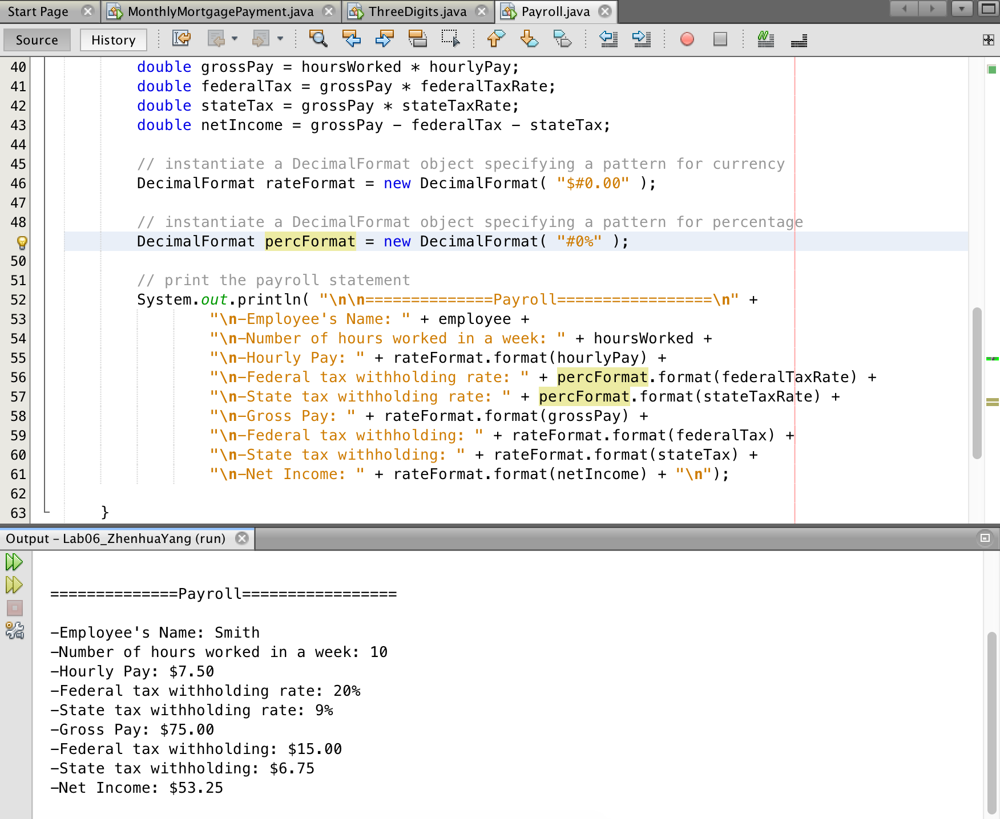 Start Page MonthlyMortgagePayment.java ThreeDigits.java Payroll.java
Source History
40 double grossPay = hoursWorked * hourlyPay;
41 double federalTax = grossPay * federalTaxRate;
42 double stateTax = grossPay * stateTaxRate;
43 double netIncome = grossPay - federalTax - stateTax;
44
45 // instantiate a DecimalFormat object specifying a pattern for currency
46 DecimalFormat rateFormat = new DecimalFormat( "$#0.00" );
47
48 // instantiate a DecimalFormat object specifying a pattern for percentage
DecimalFormat percFormat = new DecimalFormat( "#0%" );
50
51 // print the payroll statement
52 System.out.println( "\n\n==============Payroll=================\n" +
53 "\n-Employee's Name: " + employee +
54 "\n-Number of hours worked in a week: " + hoursWorked +
55 "\n-Hourly Pay: " + rateFormat.format(hourlyPay) +
56 "\n-Federal tax withholding rate: " + percFormat.format(federalTaxRate) +
57 "\n-State tax withholding rate: " + percFormat.format(stateTaxRate) +
58 "\n-Gross Pay: " + rateFormat.format(grossPay) +
59 "\n-Federal tax withholding: " + rateFormat.format(federalTax) +
60 "\n-State tax withholding: " + rateFormat.format(stateTax) +
61 "\n-Net Income: " + rateFormat.format(netIncome) + "\n");
62
63 }
Output - Lab06_ZhenhuaYang (run)
==============Payroll=================
-Employee's Name: Smith
-Number of hours worked in a week: 10
-Hourly Pay: $7.50
-Federal tax withholding rate: 20%
-State tax withholding rate: 9%
-Gross Pay: $75.00
-Federal tax withholding: $15.00
-State tax withholding: $6.75
-Net Income: $53.25